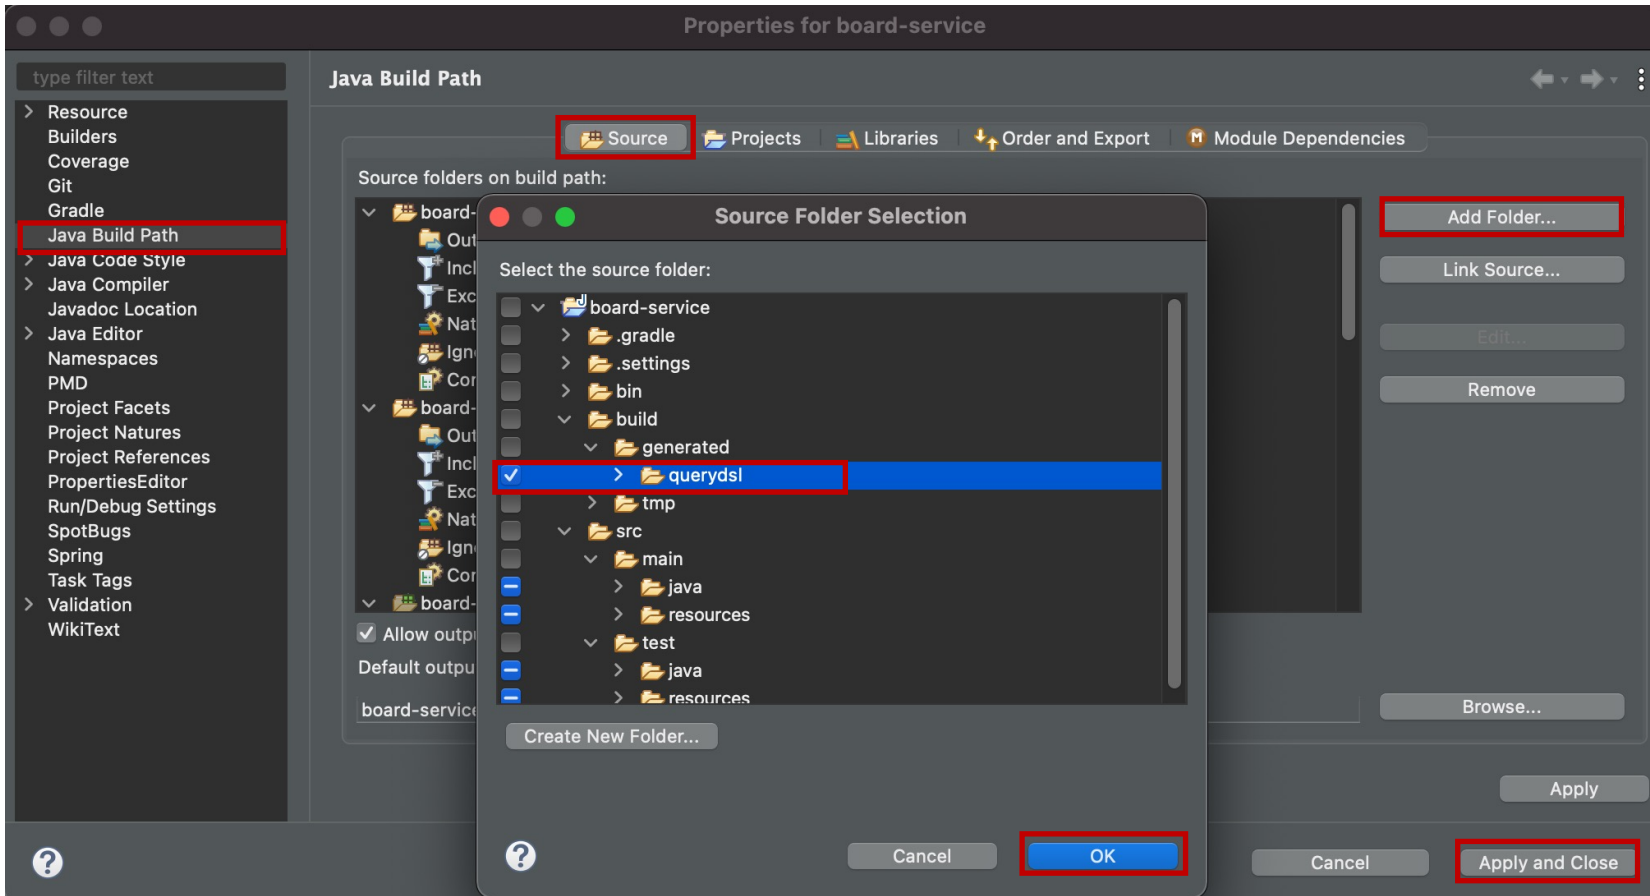 Properties for board-service
type filter text
Resource
Builders
Coverage
Git
Gradle
Java Build Path
Java Code Style
Java Compiler
Javadoc Location
Java Editor
Namespaces
PMD
Project Facets
Project Natures
Project References
PropertiesEditor
Run/Debug Settings
SpotBugs
Spring
Task Tags
Validation
WikiText
Java Build Path
Source Projects Libraries Order and Export Module Dependencies
Source folders on build path:
board-
Out
Incl
Exc
Nat
Ign
Con
board-
Out
Incl
Exc
Nat
Ign
Con
board-
Allow outpu
Default outpu
board-service
Add Folder...
Link Source...
Edit...
Remove
Browse...
Apply
Cancel
Apply and Close
Source Folder Selection
Select the source folder:
board-service
.gradle
.settings
bin
build
generated
querydsl
tmp
src
main
java
resources
test
java
resources
Create New Folder...
Cancel
OK